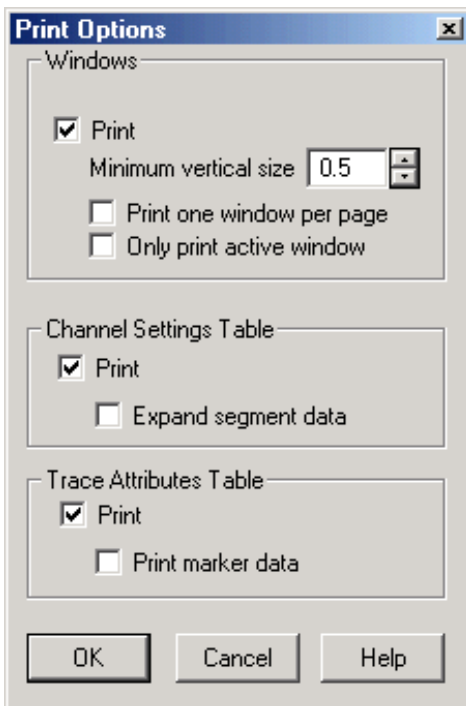 Print Options
Windows
Print
Minimum vertical size 0.5
Print one window per page
Only print active window
Channel Settings Table
Print
Expand segment data
Trace Attributes Table
Print
Print marker data
OK Cancel Help